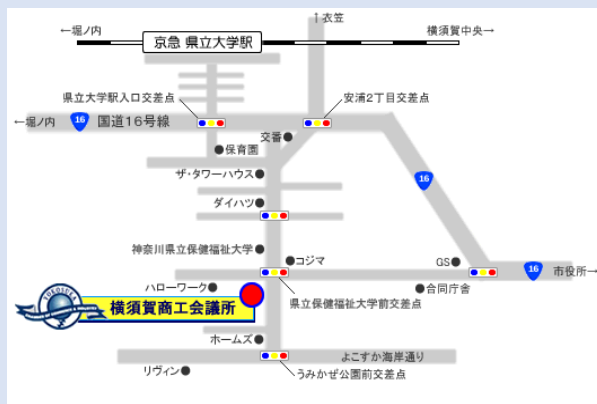 ↑衣笠
←堀ノ内
横須賀中央→
京急 県立大学駅
県立大学駅入口交差点
安浦2丁目交差点
←堀ノ内
16
国道16号線
交番
保育園
ザ・タワーハウス
16
ダイハツ
神奈川県立保健福祉大学
コジマ
GS
16
市役所→
ハローワーク
合同庁舎
県立保健福祉大学前交差点
YOKOSUKA
横須賀商工会議所
ホームズ
よこすか海岸通り
リヴィン
うみかぜ公園前交差点